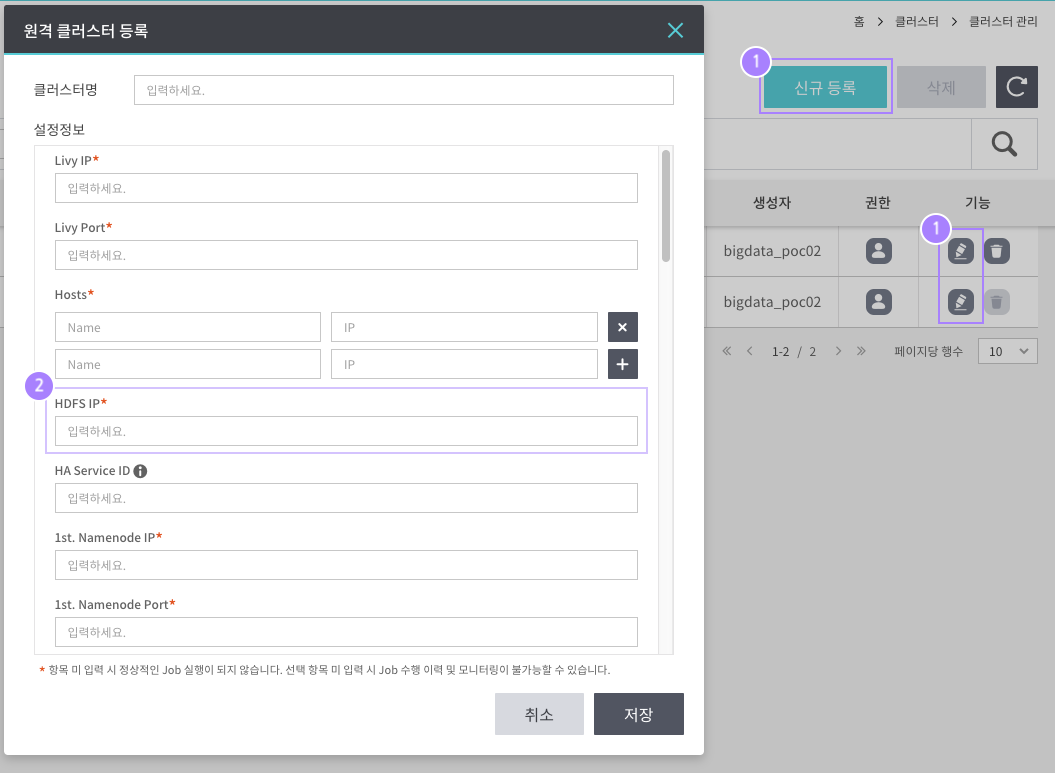 원격 클러스터 등록
홈 > 클러스터 > 클러스터 관리
1
신규 등록
삭제
클러스터명
입력하세요.
설정정보
Livy IP*
입력하세요.
Livy Port*
입력하세요.
Hosts*
Name IP
Name IP
2
HDFS IP*
입력하세요.
HA Service ID
입력하세요.
1st. Namenode IP*
입력하세요.
1st. Namenode Port*
입력하세요.
* 항목 미 입력 시 정상적인 Job 실행이 되지 않습니다. 선택 항목 미 입력 시 Job 수행 이력 및 모니터링이 불가능할 수 있습니다.
취소 저장
생성자 권한 기능
1
bigdata_poc02
bigdata_poc02
1-2 / 2 페이지당 행수 10